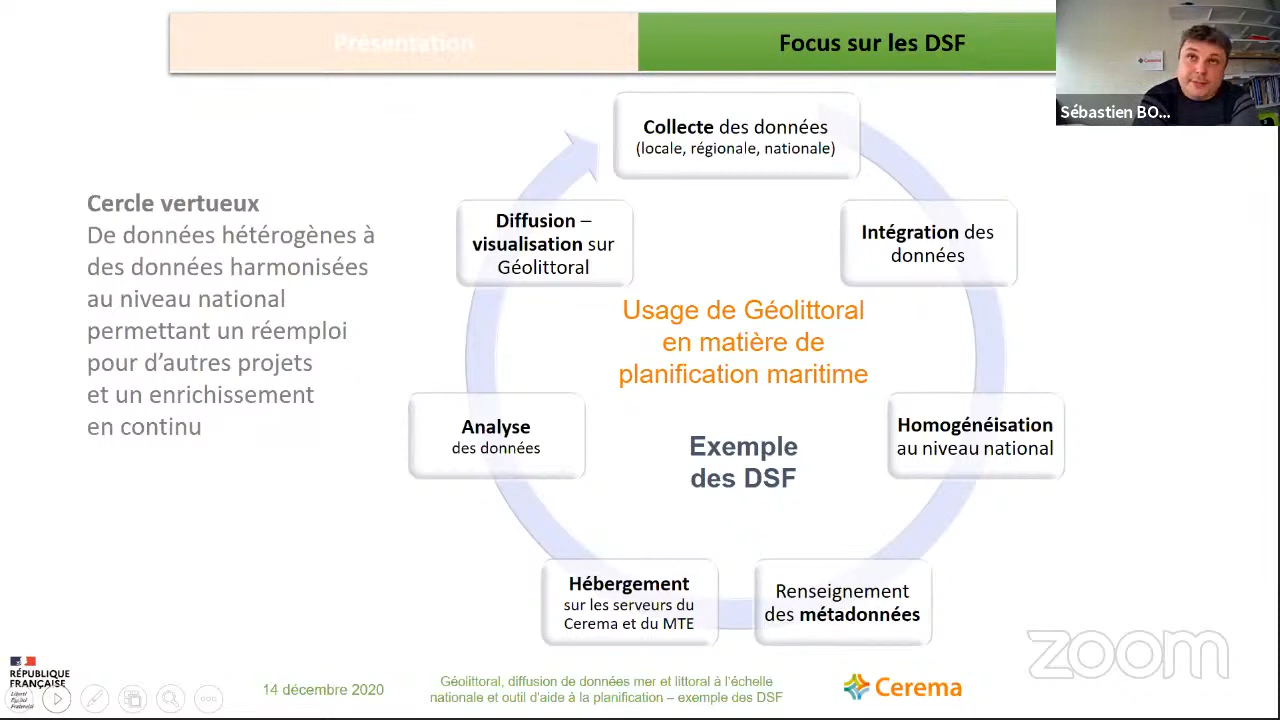 Présentation
Focus sur les DSF
Cerema
Sébastien BO...
Collecte des données
(locale, régionale, nationale)
Cercle vertueux
De données hétérogènes à
des données harmonisées
au niveau national
permettant un réemploi
pour d'autres projets
et un enrichissement
en continu
Diffusion –
visualisation sur
Géolittoral
Intégration des
données
Usage de Géolittoral
en matière de
planification maritime
Analyse
des données
Exemple
des DSF
Homogénéisation
au niveau national
Hébergement
sur les serveurs du
Cerema et du MTE
Renseignement
des métadonnées
zoom
RÉPUBLIQUE
FRANÇAISE
Liberté
Égalité
Fraternité
14 décembre 2020
Géolittoral, diffusion de données mer et littoral à l'échelle
nationale et outil d'aide à la planification – exemple des DSF
Cerema